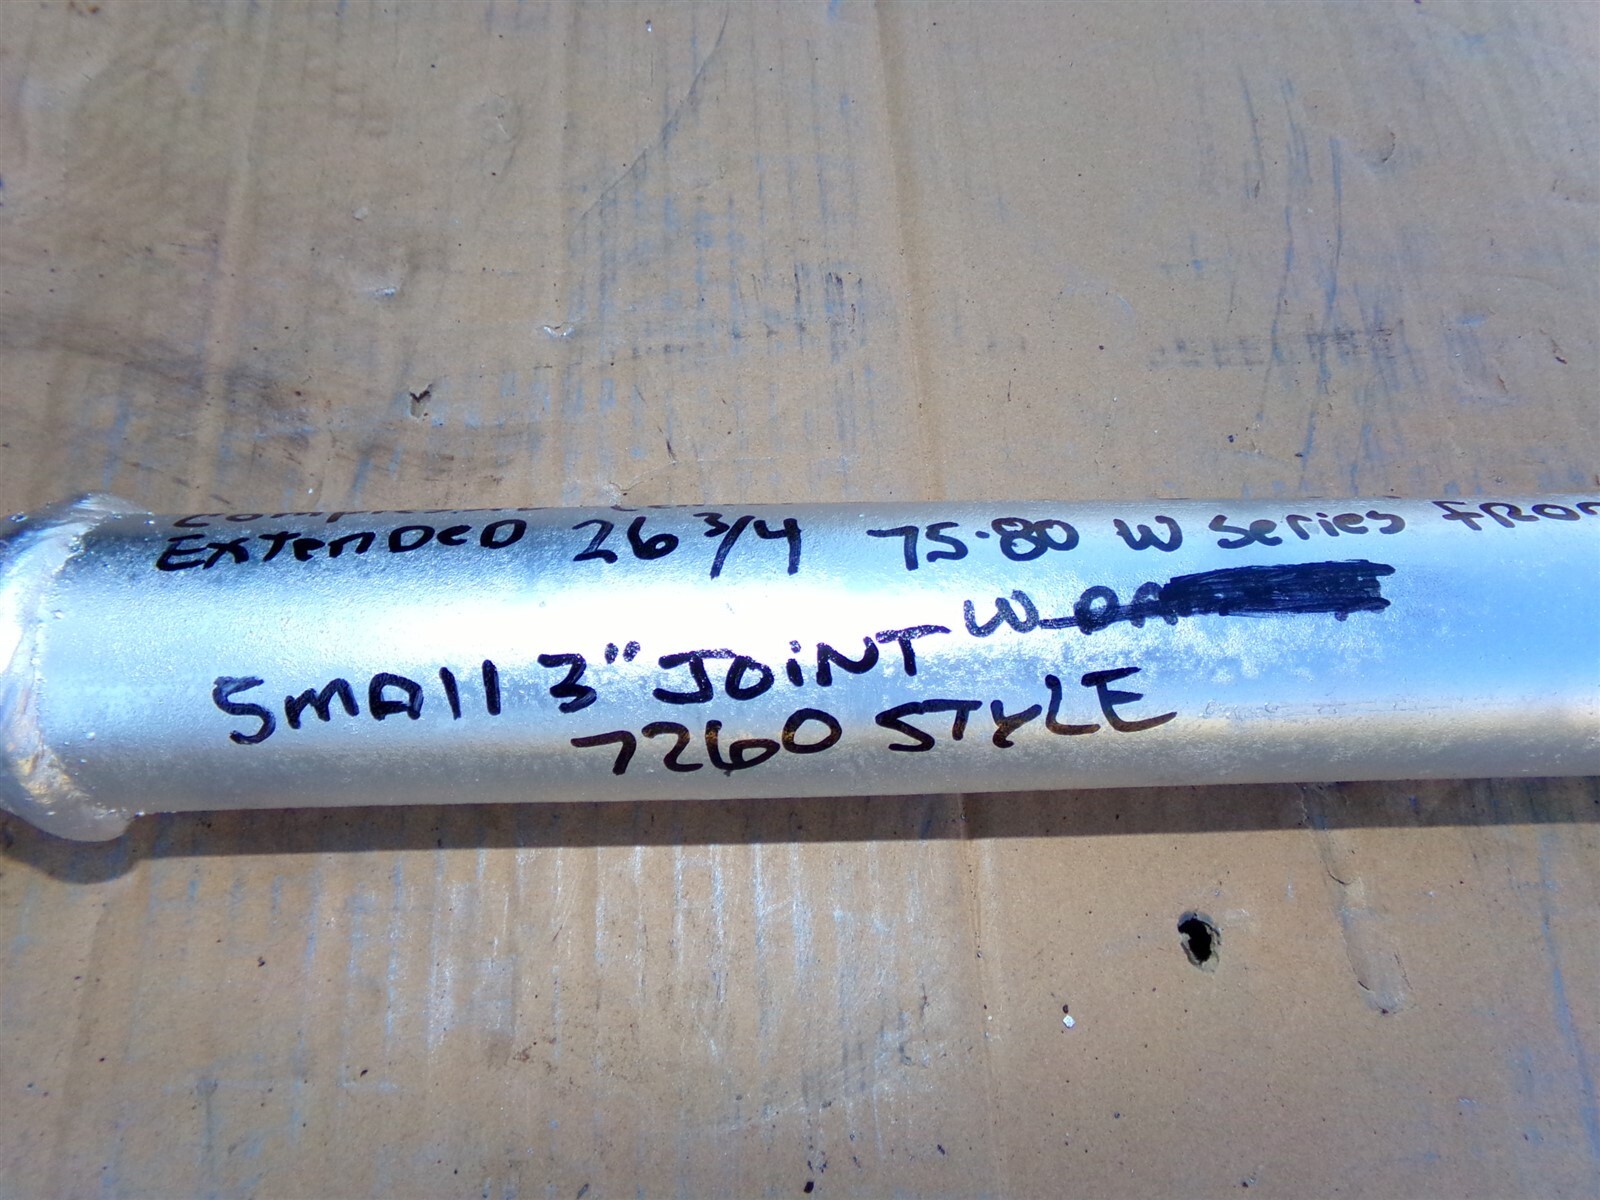 Extended 26 3/4 75-80 W Series FRON
W
SMAll 3" JOiNT
7260 STYLE